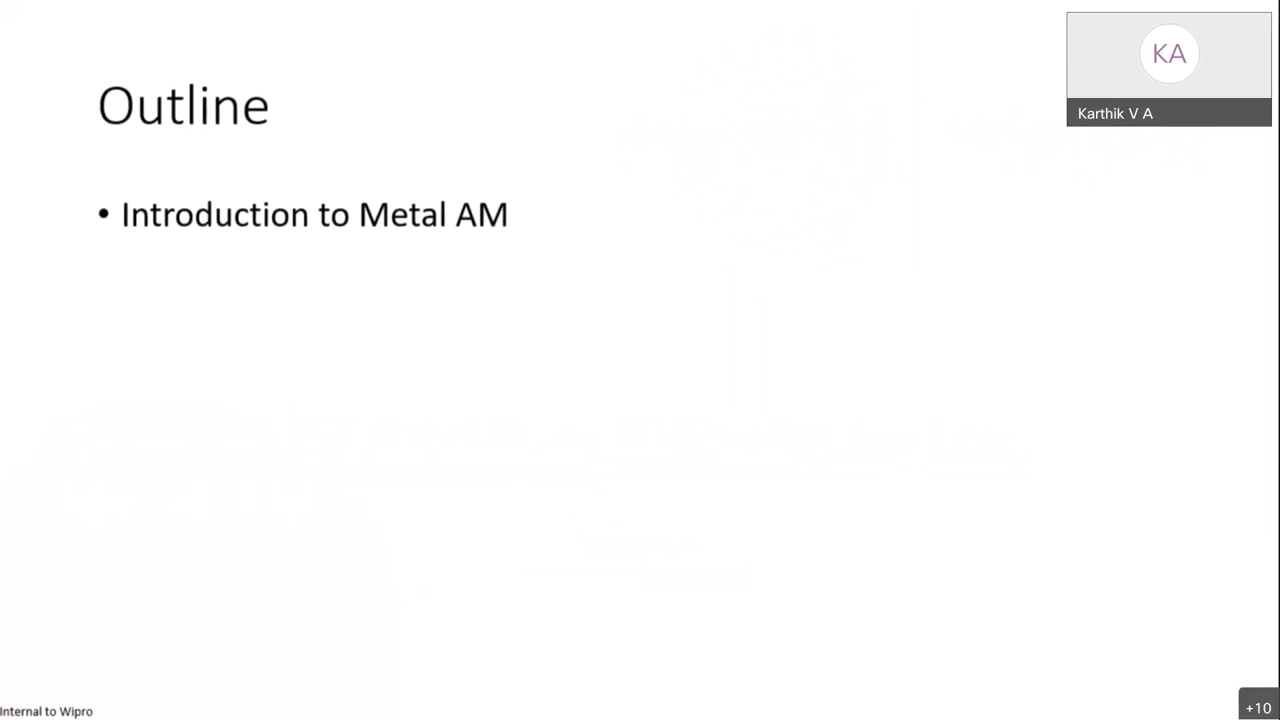 KA
Karthik V A
Outline
• Introduction to Metal AM
Internal to Wipro
+10